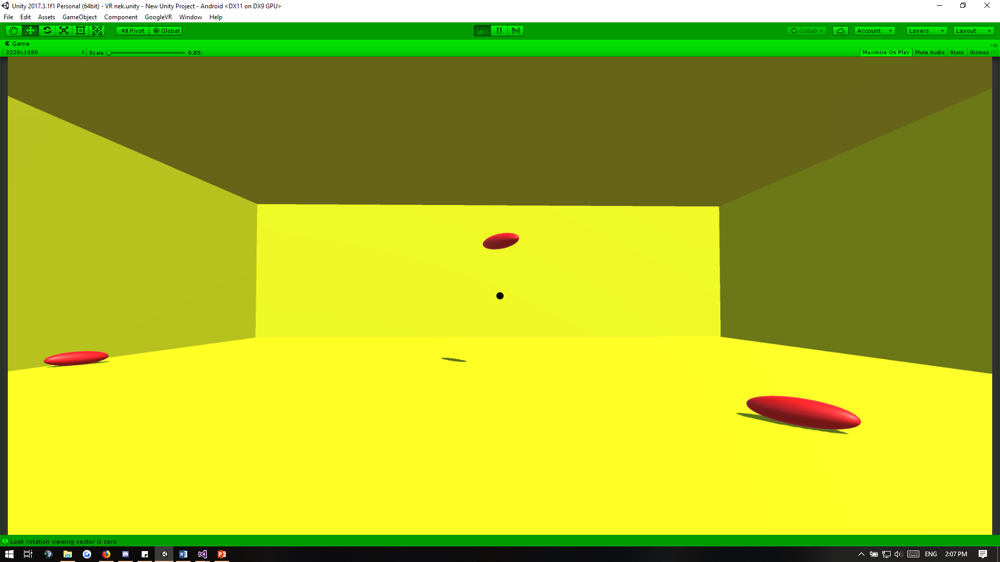 Unity 2017.3.1f1 Personal (64bit) - VR nek.unity - New Unity Project - Android <DX11 on DX9 GPU>
File Edit Assets GameObject Component GoogleVR Window Help
Pivot Global Collab Account Layers Layout
Game
2220x1080 Scale 0.85: Maximize On Play Mute Audio Stats Gizmos
Look rotation viewing vector is zero
ENG 2:07 PM